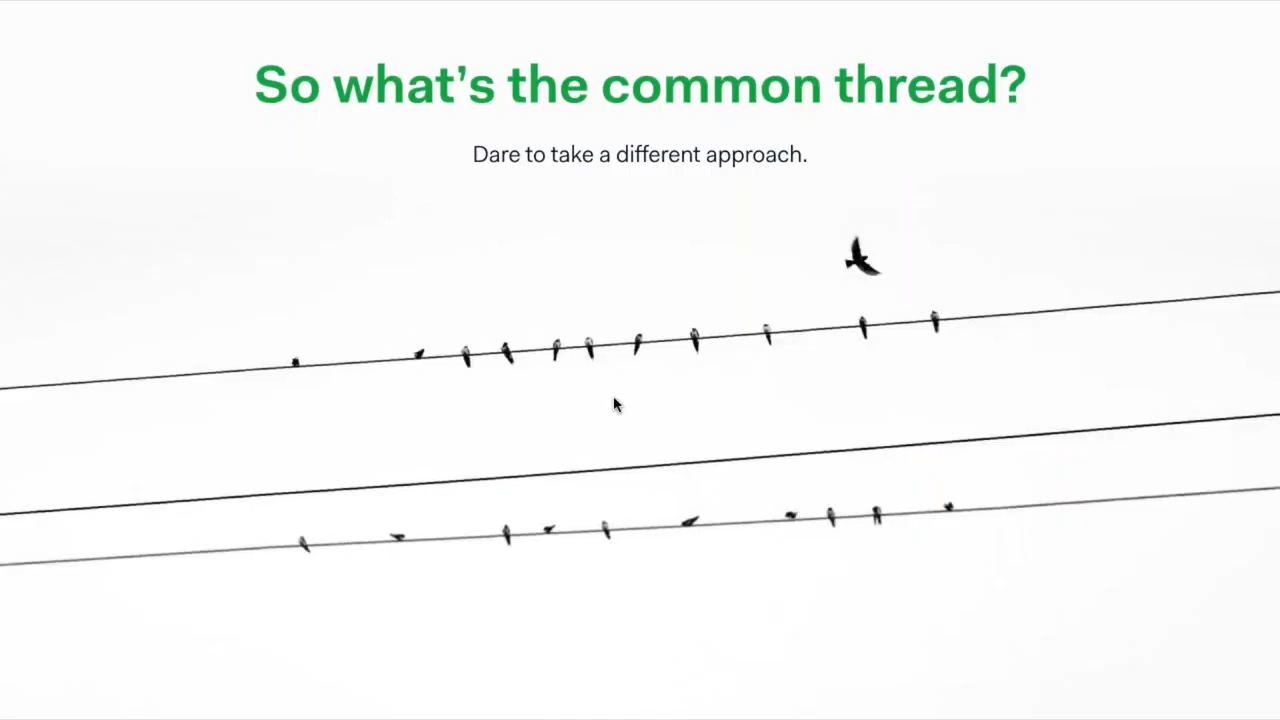 So what’s the common thread?
Dare to take a different approach.